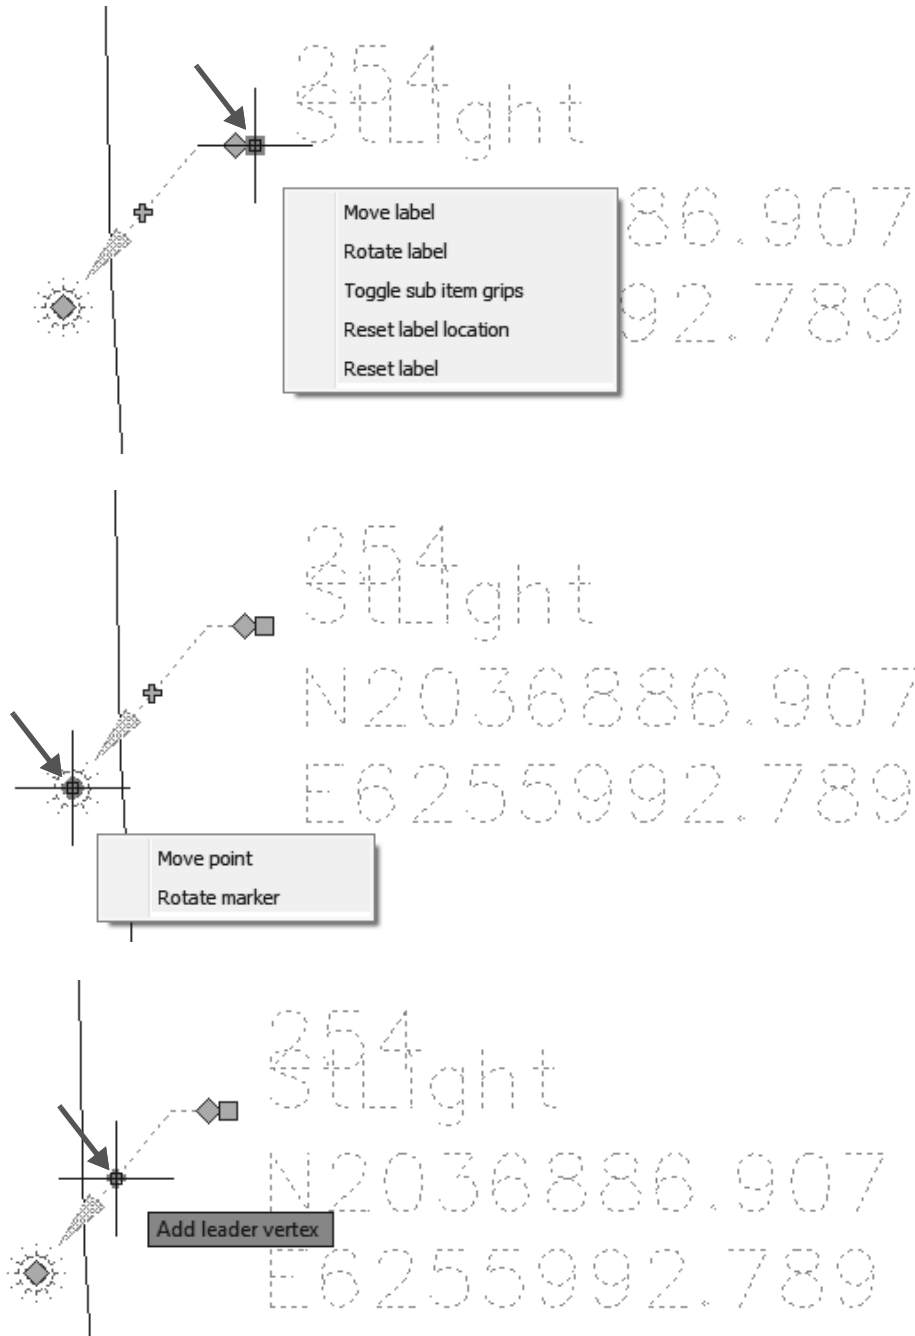 254
StLight
86.907
92.789
Move label
Rotate label
Toggle sub item grips
Reset label location
Reset label
254
StLight
N2036886.907
E6255992.789
Move point
Rotate marker
254
StLight
N2036886.907
E6255992.789
Add leader vertex